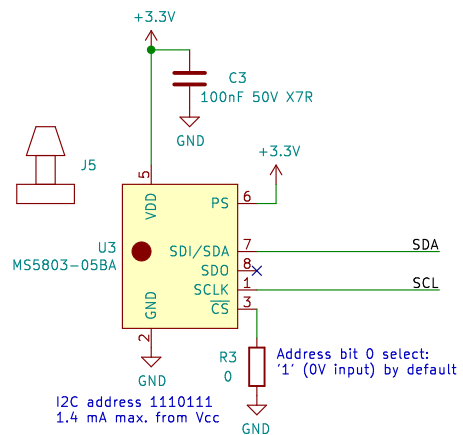 +3.3V
C3
100nF 50V X7R
GND
+3.3V
J5
5
VDD
PS
6
U3
MS5803-05BA
SDI/SDA
7
SDA
SDO
8
SCLK
1
SCL
GND
CS
3
2
GND
R3
0
Address bit 0 select:
'1' (0V input) by default
I2C address 1110111
1.4 mA max. from Vcc
GND